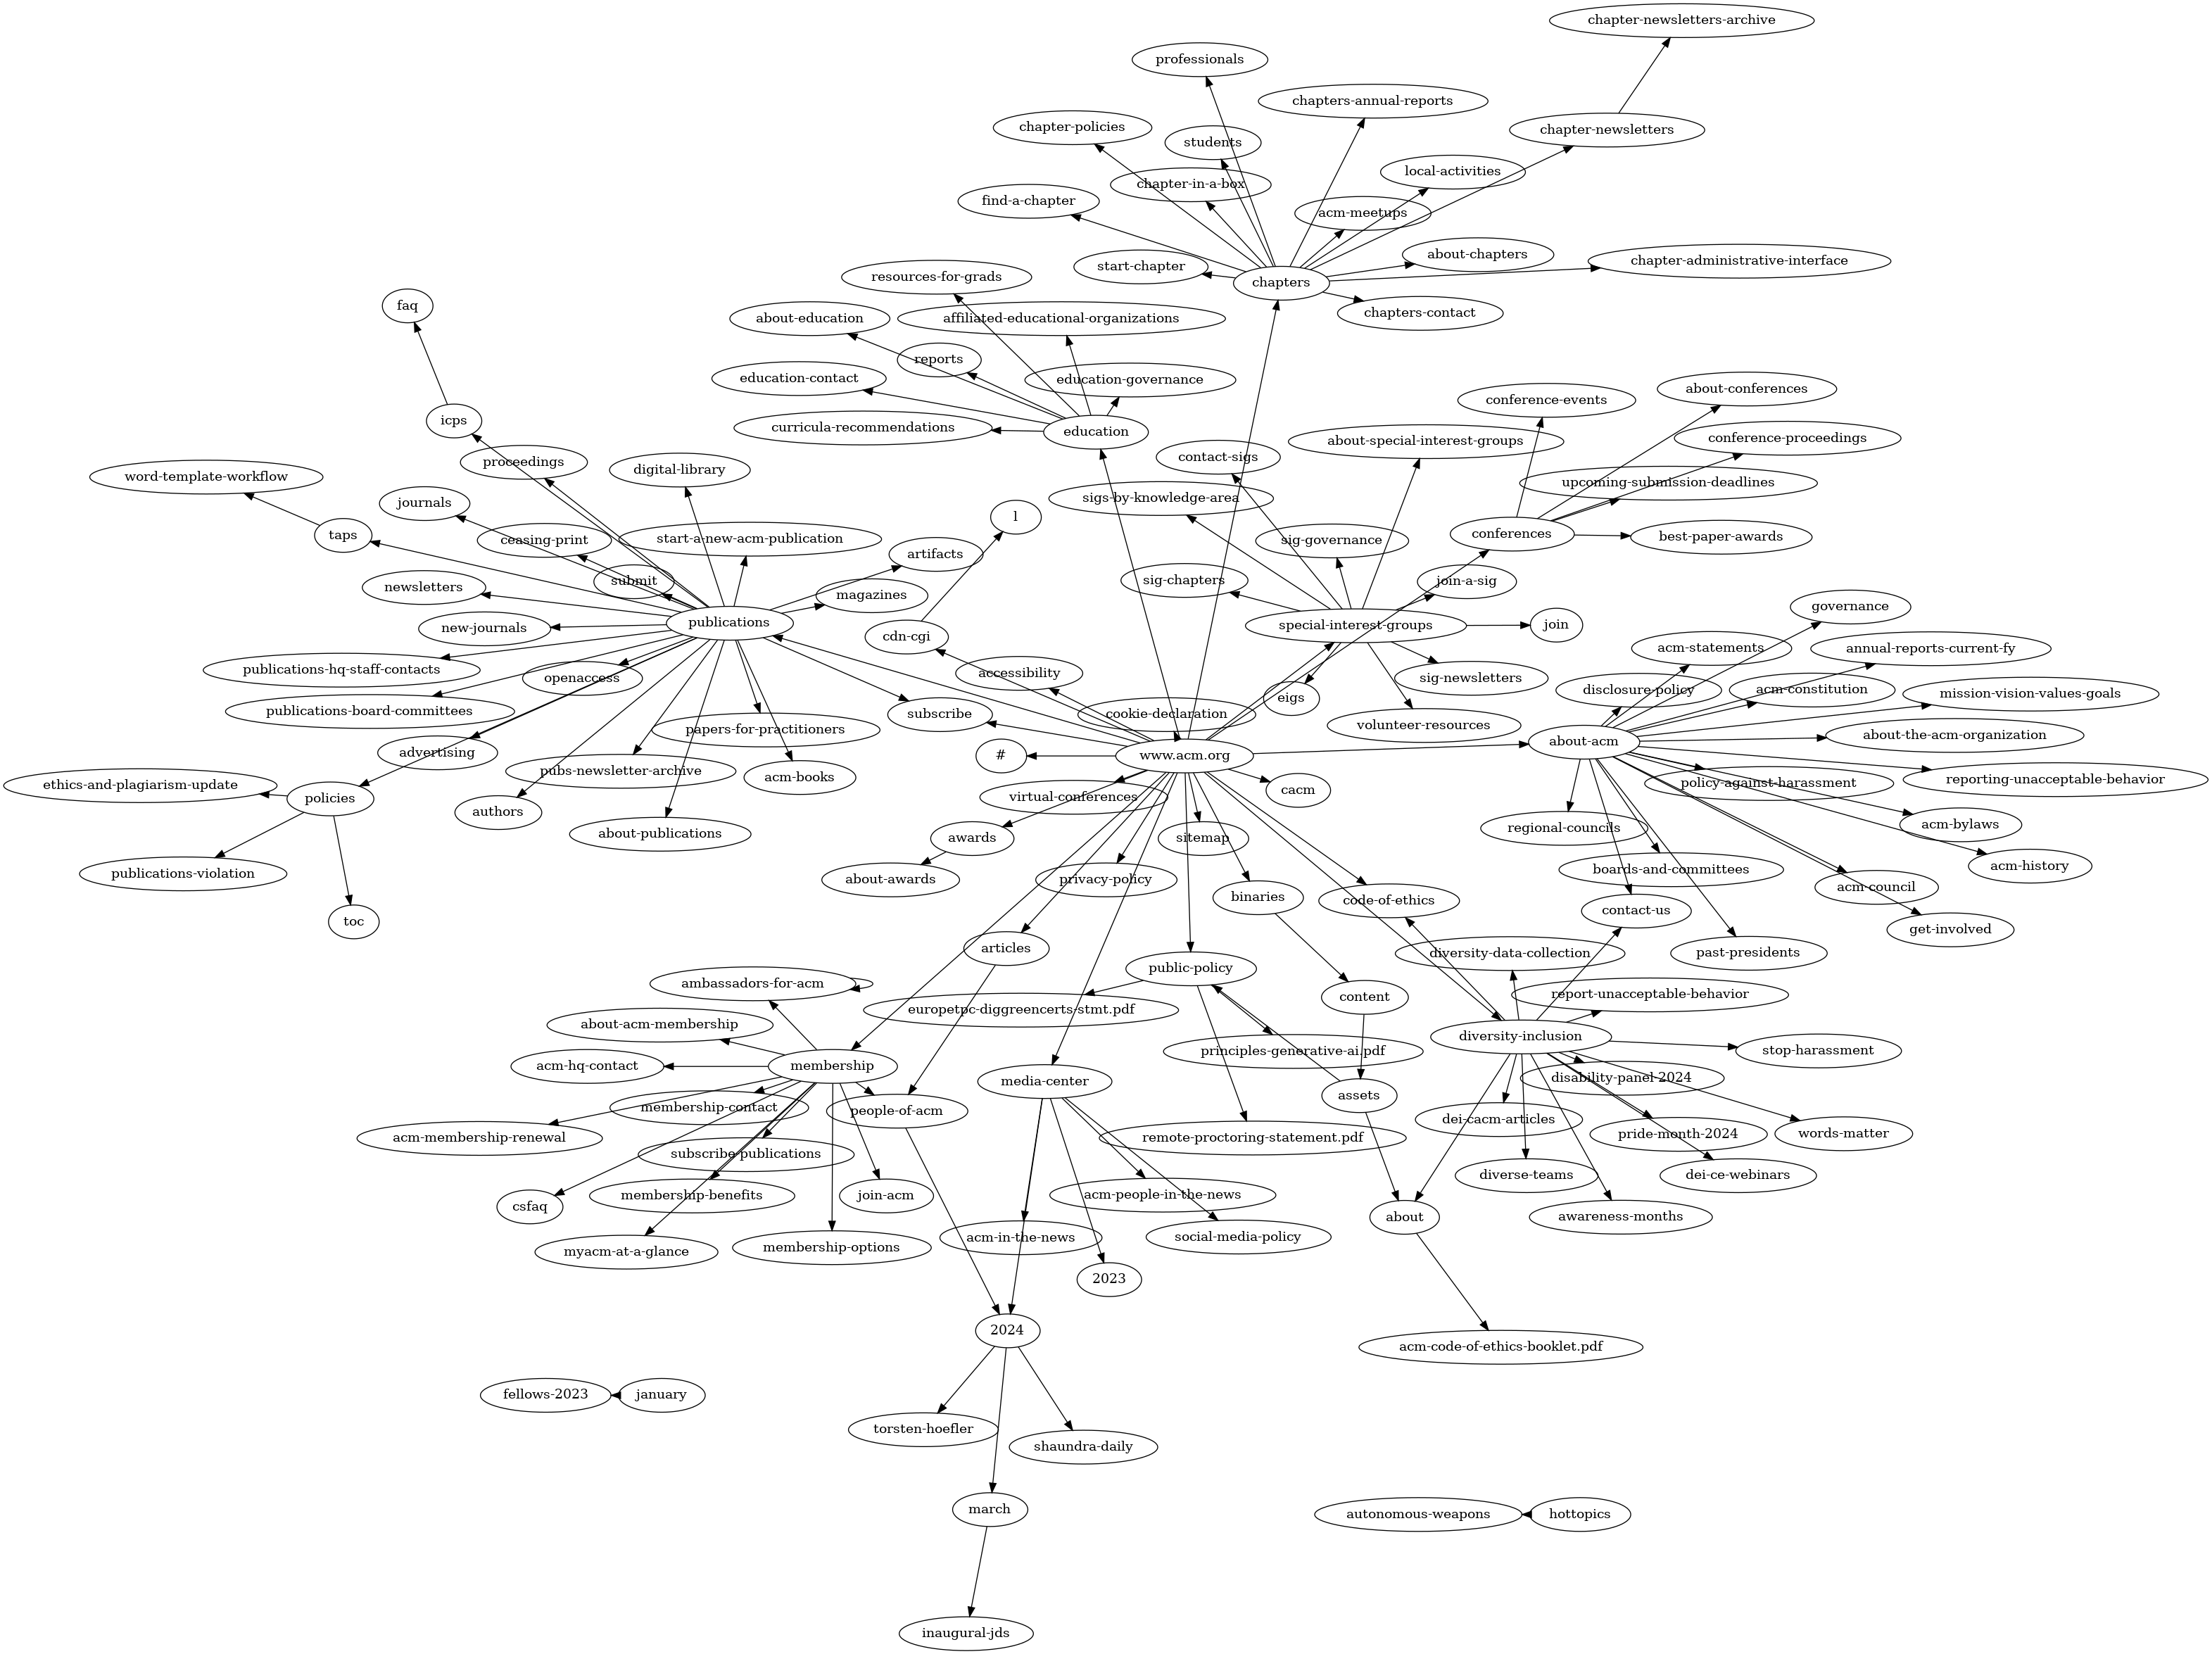 chapter-newsletters-archive
professionals
chapters-annual-reports
chapter-policies
chapter-newsletters
students
local-activities
chapter-in-a-box
find-a-chapter
acm-meetups
about-chapters
chapter-administrative-interface
start-chapter
resources-for-grads
chapters
faq
chapters-contact
about-education
affiliated-educational-organizations
reports
education-contact
education-governance
about-conferences
conference-events
icps
curricula-recommendations
education
about-special-interest-groups
conference-proceedings
contact-sigs
proceedings
digital-library
word-template-workflow
upcoming-submission-deadlines
sigs-by-knowledge-area
journals
l
taps
conferences
best-paper-awards
ceasing-print
start-a-new-acm-publication
sig-governance
artifacts
sig-chapters
join-a-sig
submit
newsletters
magazines
governance
publications
special-interest-groups
join
new-journals
cdn-cgi
acm-statements
annual-reports-current-fy
publications-hq-staff-contacts
accessibility
openaccess
sig-newsletters
disclosure-policy
acm-constitution
mission-vision-values-goals
eigs
publications-board-committees
subscribe
cookie-declaration
volunteer-resources
papers-for-practitioners
about-the-acm-organization
about-acm
advertising
#
www.acm.org
pubs-newsletter-archive
acm-books
reporting-unacceptable-behavior
policy-against-harassment
ethics-and-plagiarism-update
cacm
policies
virtual-conferences
authors
acm-bylaws
regional-councils
about-publications
awards
sitemap
acm-history
boards-and-committees
publications-violation
about-awards
privacy-policy
acm-council
binaries
code-of-ethics
contact-us
toc
get-involved
articles
diversity-data-collection
past-presidents
public-policy
ambassadors-for-acm
report-unacceptable-behavior
content
europetpc-diggreencerts-stmt.pdf
about-acm-membership
diversity-inclusion
principles-generative-ai.pdf
stop-harassment
acm-hq-contact
membership
disability-panel-2024
media-center
assets
membership-contact
people-of-acm
dei-cacm-articles
pride-month-2024
words-matter
acm-membership-renewal
remote-proctoring-statement.pdf
subscribe-publications
diverse-teams
dei-ce-webinars
membership-benefits
join-acm
acm-people-in-the-news
csfaq
about
awareness-months
acm-in-the-news
social-media-policy
membership-options
myacm-at-a-glance
2023
2024
acm-code-of-ethics-booklet.pdf
fellows-2023
january
torsten-hoefler
shaundra-daily
march
autonomous-weapons
hottopics
inaugural-jds